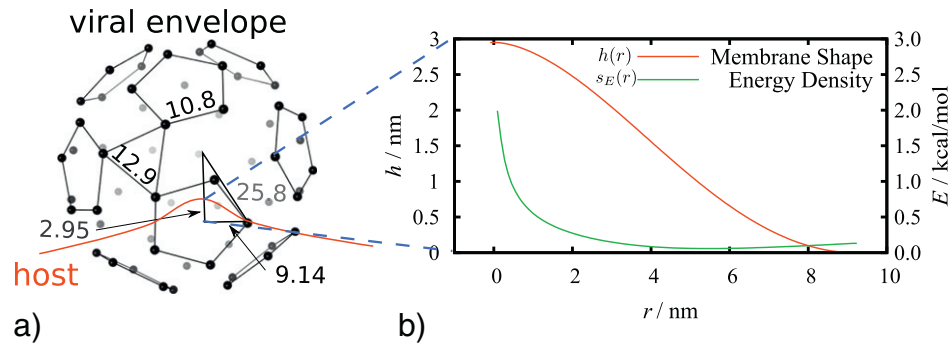 viral envelope
10.8
12.9
25.8
2.95
9.14
host
a)
h / nm
3
2.5
2
1.5
1
0.5
0
h(r) Membrane Shape
s_E(r) Energy Density
3.0
2.5
2.0
1.5
1.0
0.5
0.0
E / kcal/mol
0 2 4 6 8 10
r / nm
b)